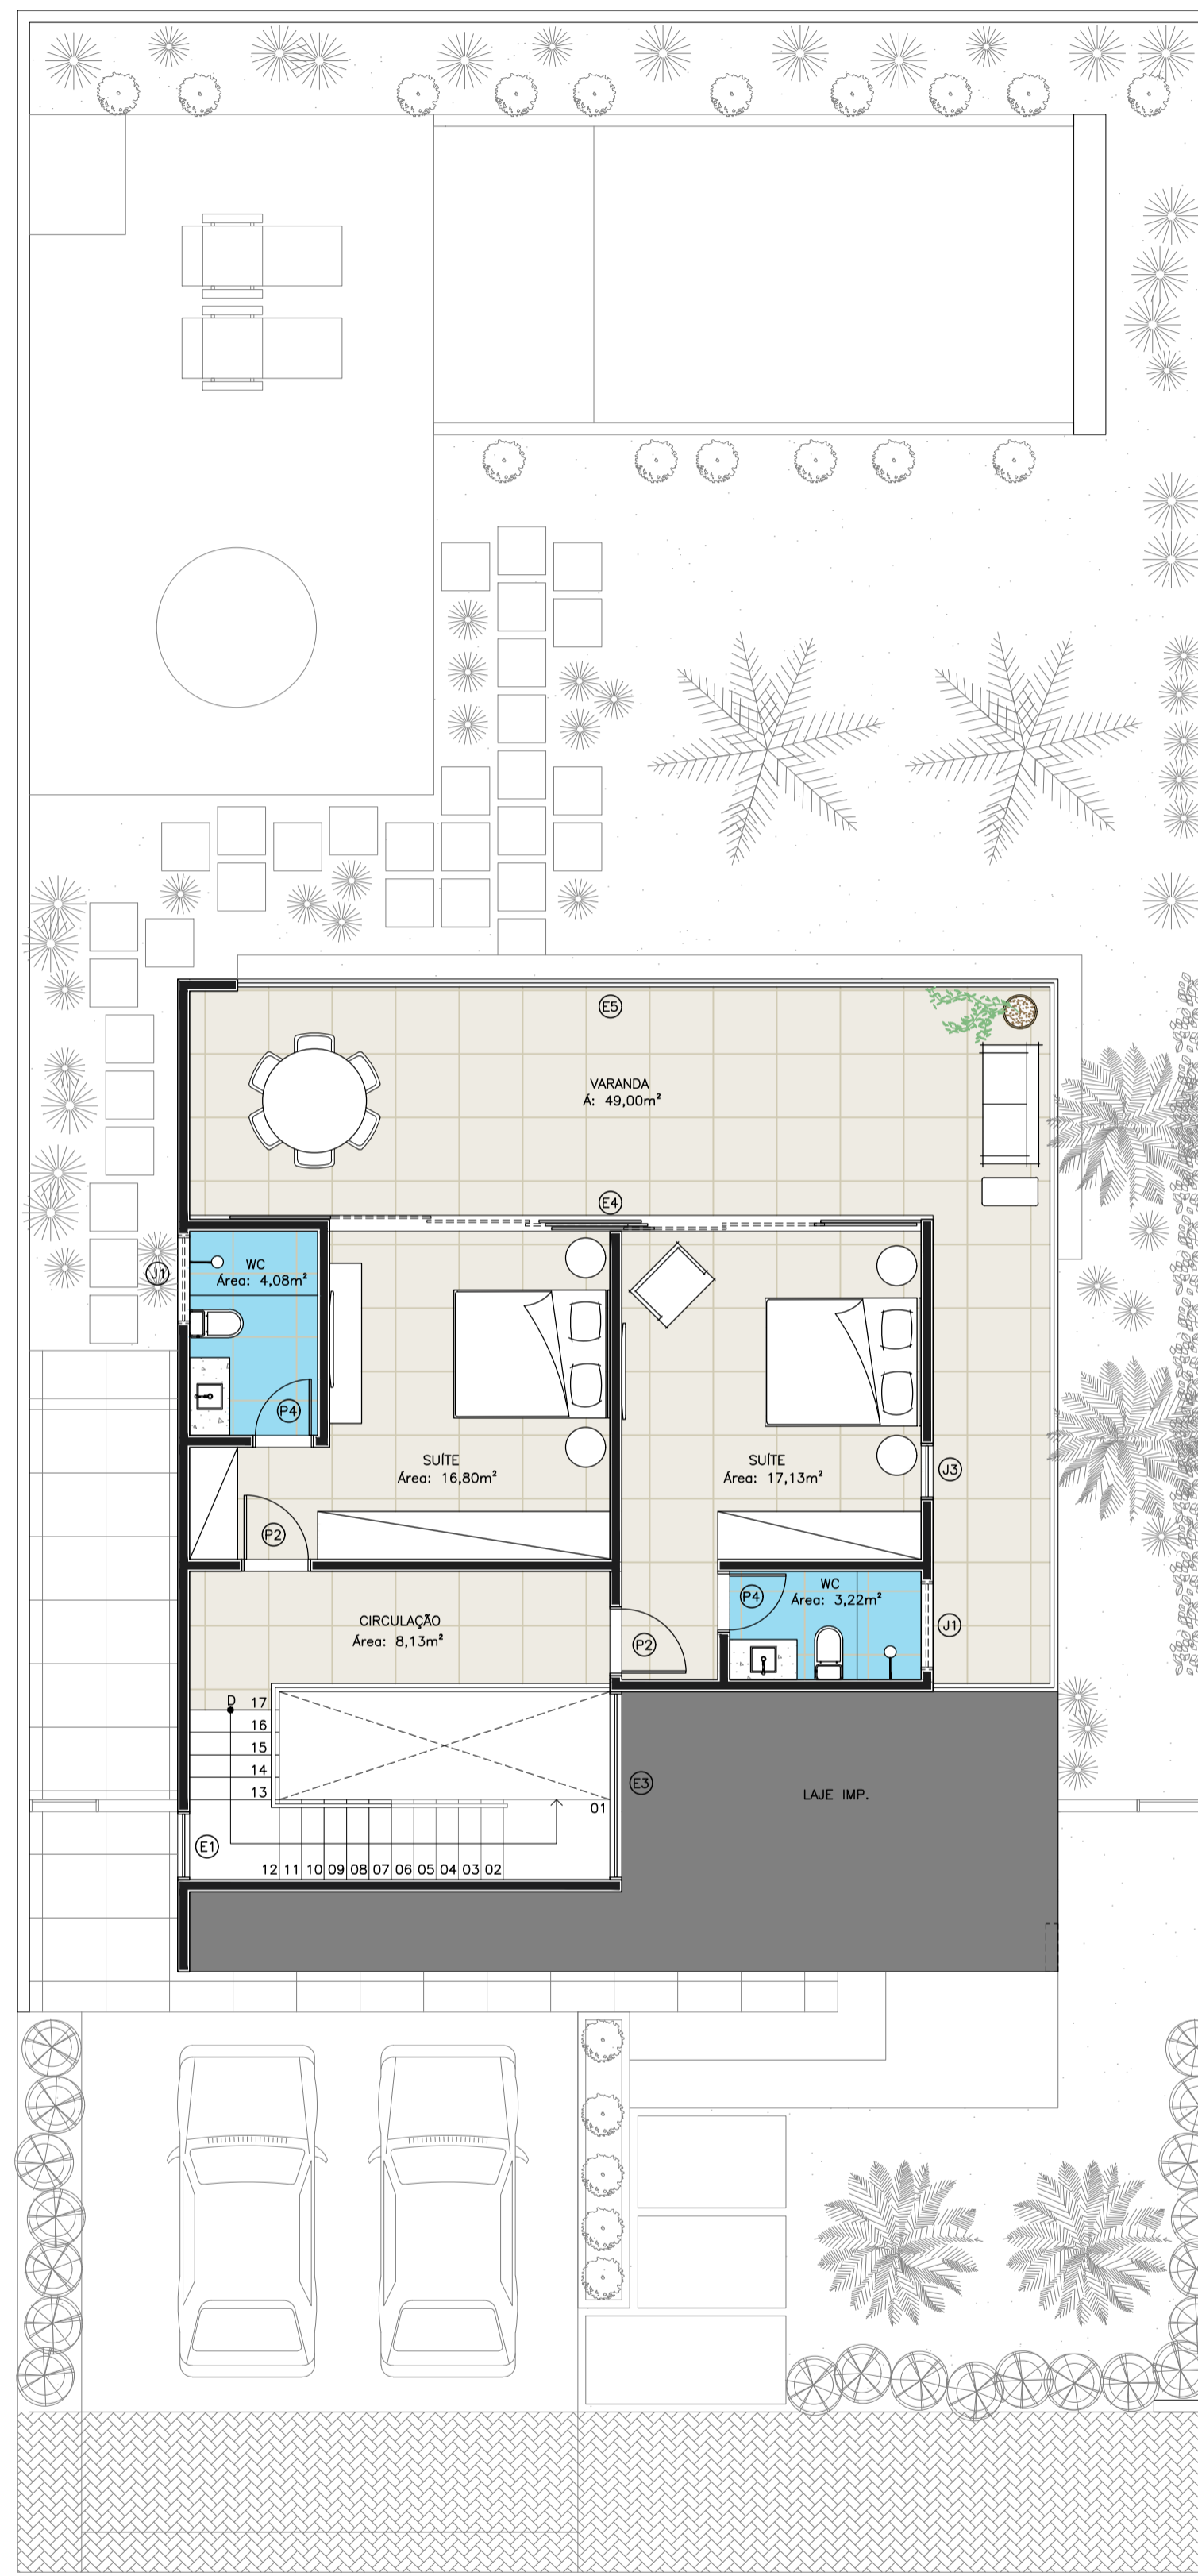 E5
VARANDA
Á: 49,00m²
E4
WC
Área: 4,08m²
J1
P4
SUÍTE
Área: 16,80m²
SUÍTE
Área: 17,13m²
J3
P2
WC
Área: 3,22m²
P4
CIRCULAÇÃO
Área: 8,13m²
P2
J1
D
17
16
15
14
13
E3
LAJE IMP.
01
E1
12 11 10 09 08 07 06 05 04 03 02